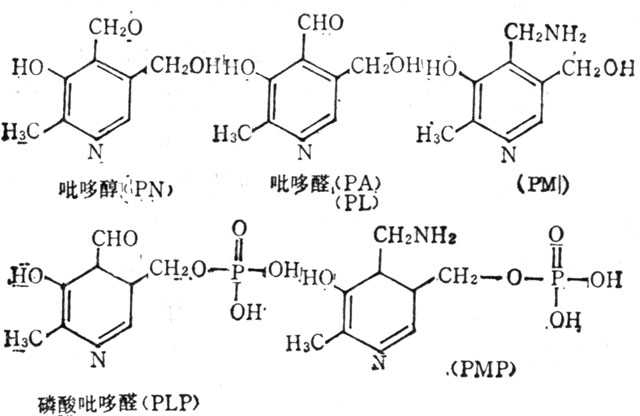 CH₂O CHO CH₂NH₂
HO CH₂OH HO CH₂OH HO CH₂OH
H₃C H₃C H₃C
N N N
吡哆醇(PN) 吡哆醛(PA) (PM)
(PL)
CHO O CH₂NH₂ O
HO CH₂O P OH HO CH₂ O P OH
OH OH
H₃C H₃C
N N
磷酸吡哆醛(PLP) (PMP)